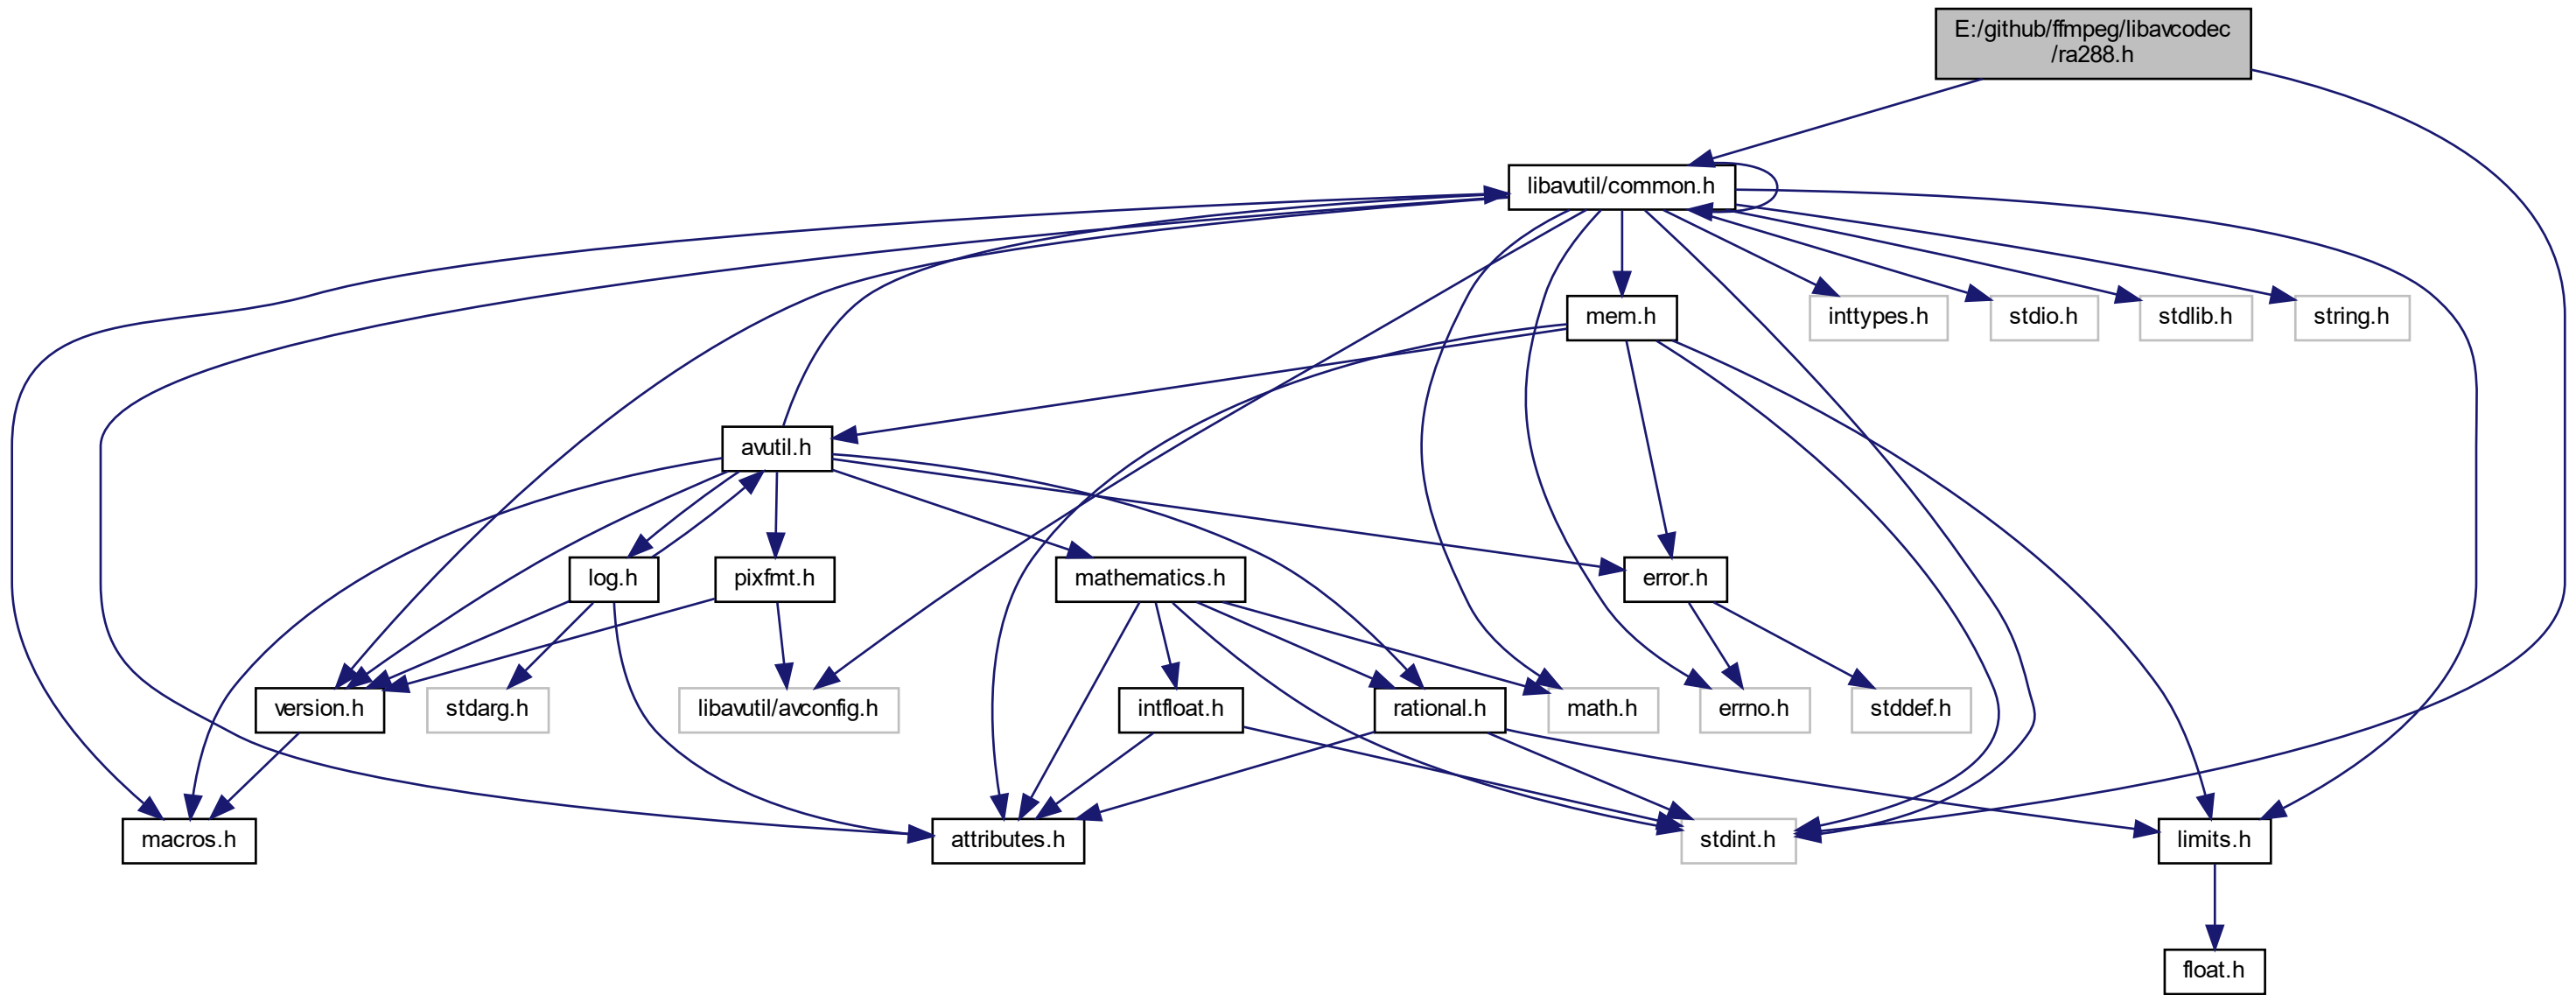 E:/github/ffmpeg/libavcodec
/ra288.h
libavutil/common.h
mem.h
inttypes.h
stdio.h
stdlib.h
string.h
avutil.h
log.h
pixfmt.h
mathematics.h
error.h
version.h
stdarg.h
libavutil/avconfig.h
intfloat.h
rational.h
math.h
errno.h
stddef.h
macros.h
attributes.h
stdint.h
limits.h
float.h